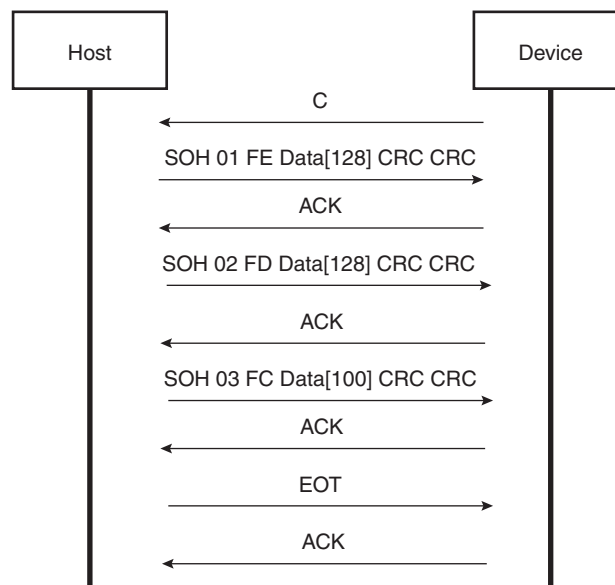 Host
Device
C
SOH 01 FE Data[128] CRC CRC
ACK
SOH 02 FD Data[128] CRC CRC
ACK
SOH 03 FC Data[100] CRC CRC
ACK
EOT
ACK